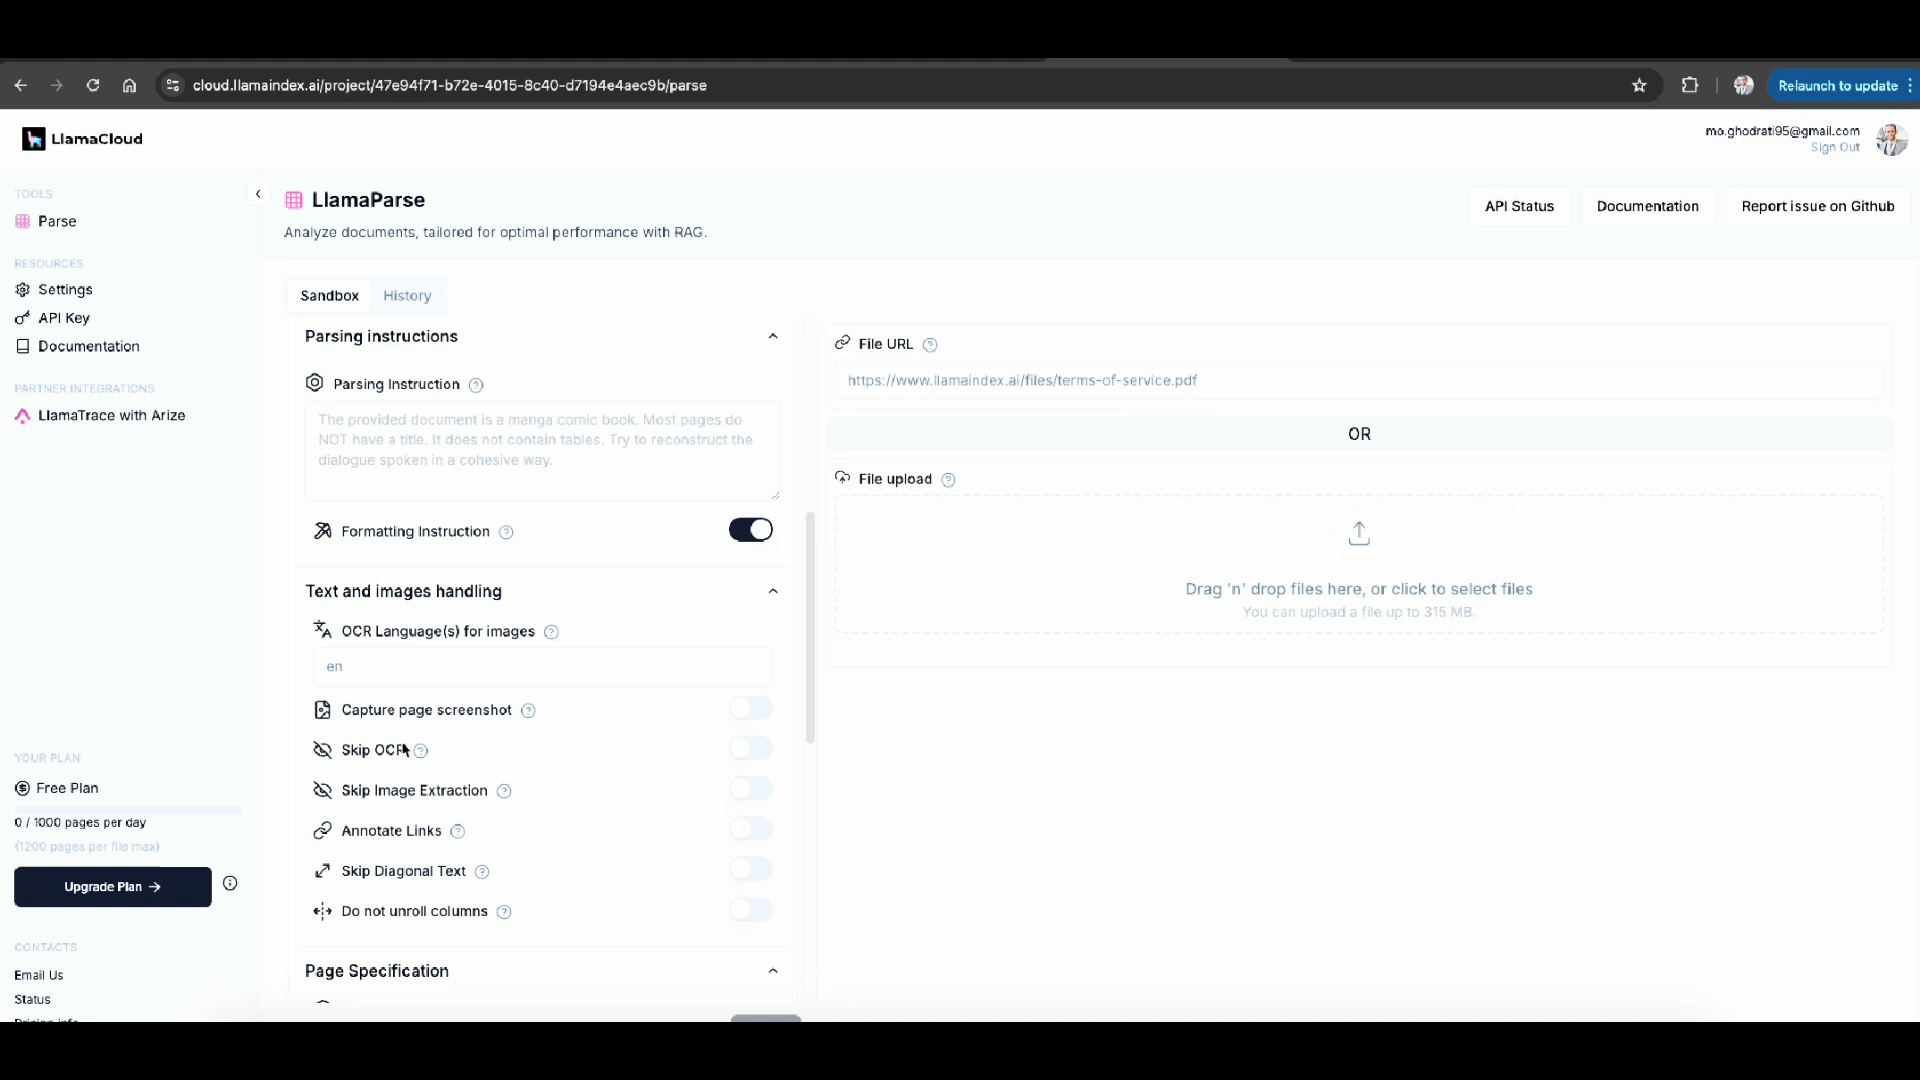 cloud.llamaindex.ai/project/47e94f71-b72e-4015-8c40-d7194e4aec9b/parse
Relaunch to update
LlamaCloud
mo.ghodrati95@gmail.com
Sign Out
TOOLS
Parse
RESOURCES
Settings
API Key
Documentation
PARTNER INTEGRATIONS
LlamaTrace with Arize
YOUR PLAN
Free Plan
0 / 1000 pages per day
(1200 pages per file max)
Upgrade Plan →
CONTACTS
Email Us
Status
Pricing info
LlamaParse
Analyze documents, tailored for optimal performance with RAG.
API Status
Documentation
Report issue on Github
Sandbox
History
Parsing instructions
Parsing Instruction
The provided document is a manga comic book. Most pages do
NOT have a title. It does not contain tables. Try to reconstruct the
dialogue spoken in a cohesive way.
Formatting Instruction
Text and images handling
OCR Language(s) for images
en
Capture page screenshot
Skip OCR
Skip Image Extraction
Annotate Links
Skip Diagonal Text
Do not unroll columns
Page Specification
File URL
https://www.llamaindex.ai/files/terms-of-service.pdf
OR
File upload
Drag 'n' drop files here, or click to select files
You can upload a file up to 315 MB.